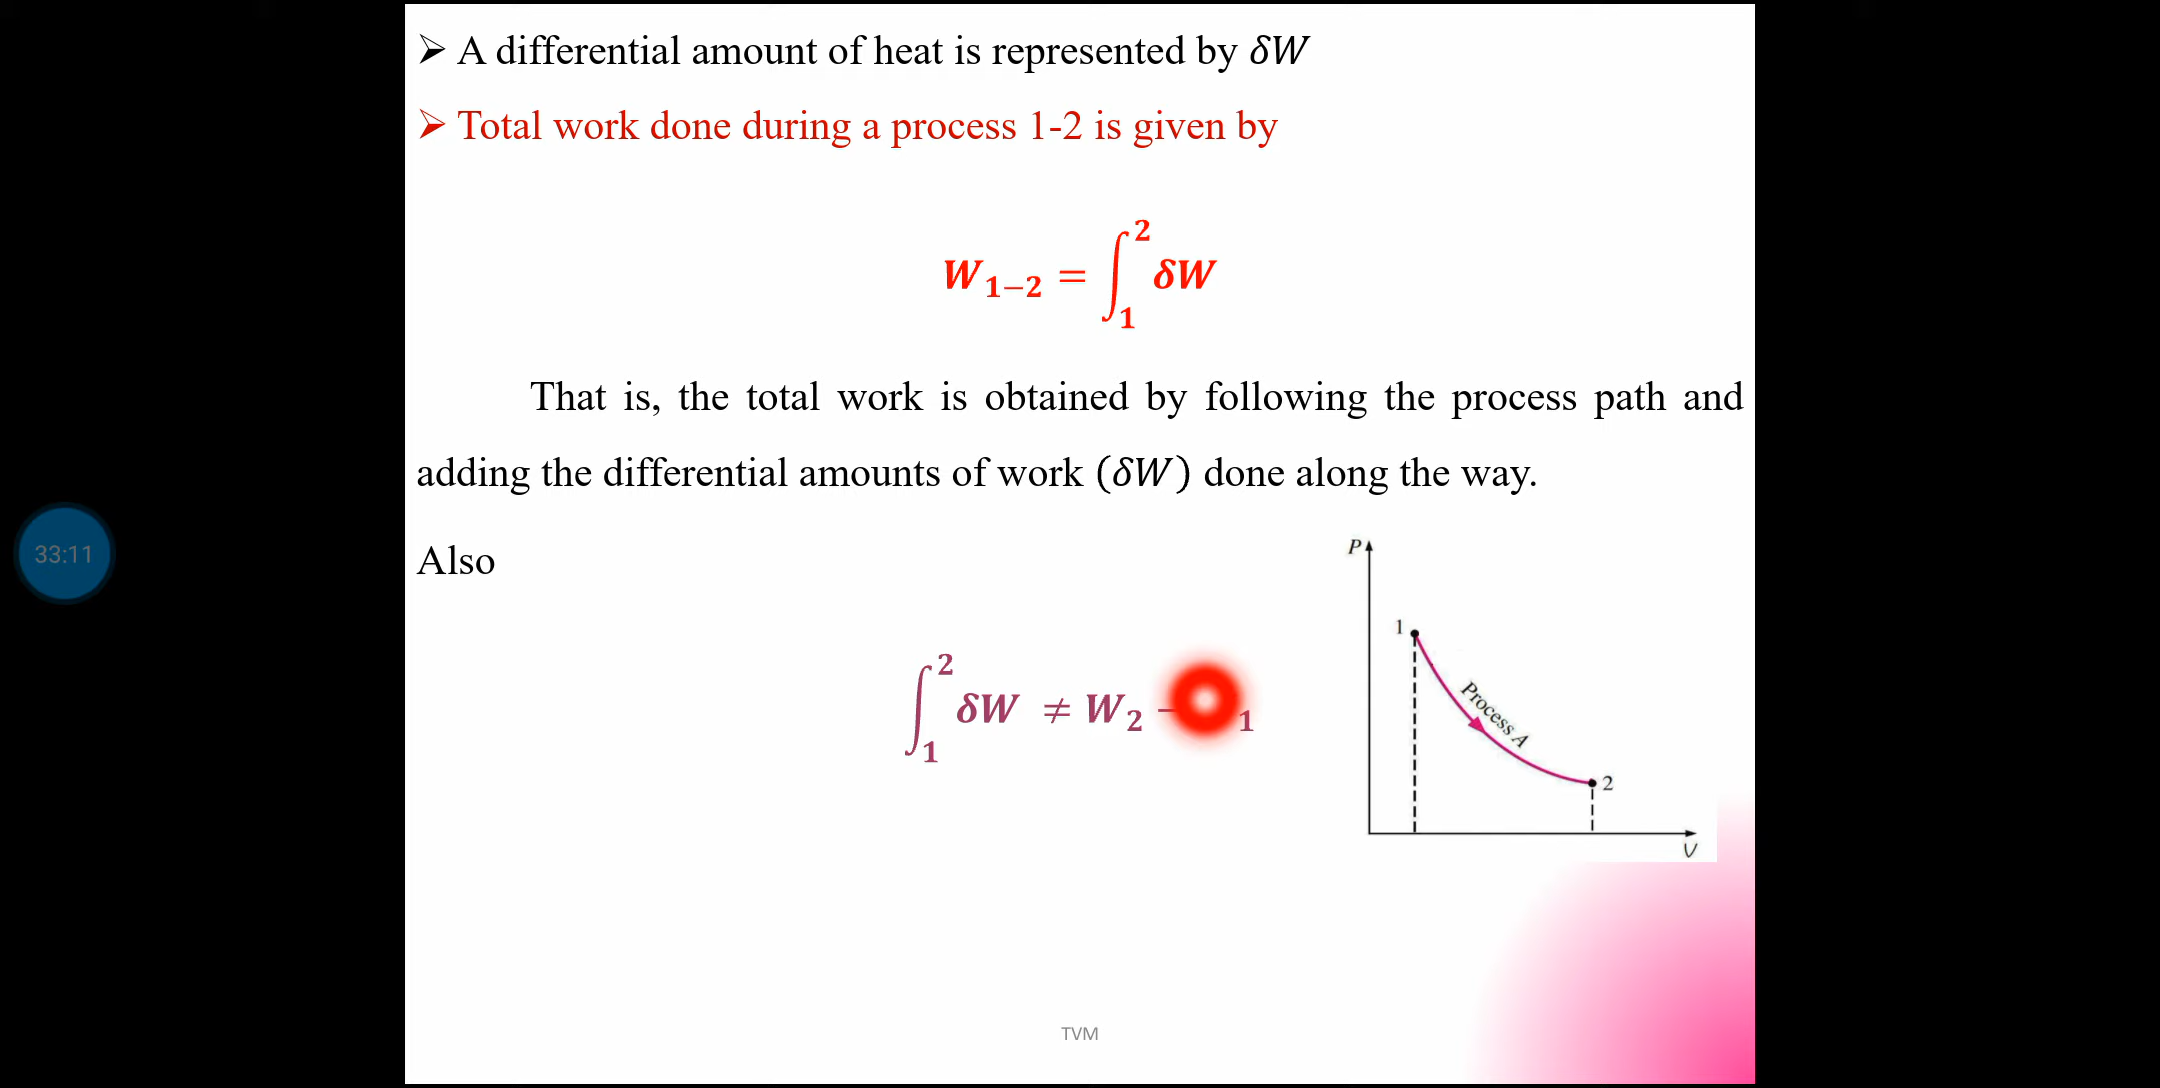 ➢ A differential amount of heat is represented by δW
➢ Total work done during a process 1-2 is given by
W₁₋₂ = ∫₁² δW
That is, the total work is obtained by following the process path and
adding the differential amounts of work (δW) done along the way.
Also
∫₁² δW ≠ W₂ − ₁
P
1
Process A
2
V
33:11
TVM